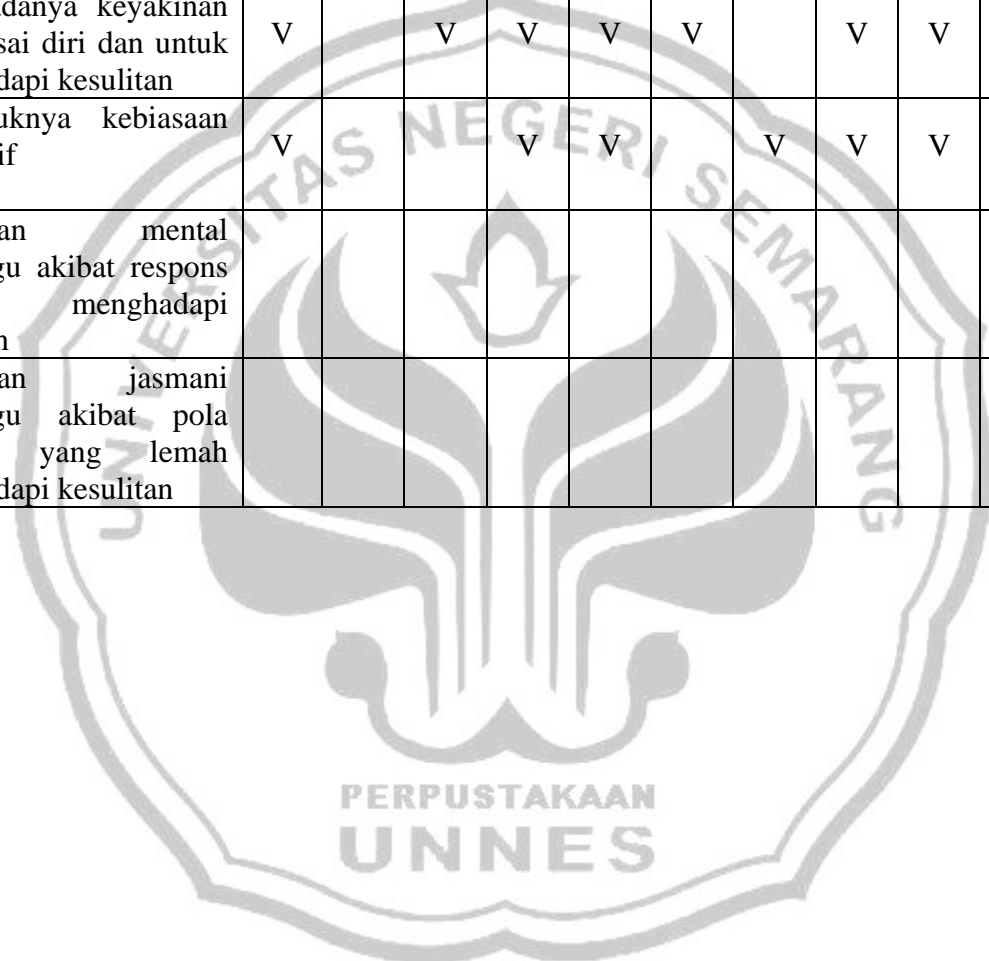 adanya keyakinan
sai diri dan untuk V V V V V V V
dapi kesulitan
uknya kebiasaan
if V V V V V V
an mental
gu akibat respons
menghadapi
n
an jasmani
gu akibat pola
yang lemah
dapi kesulitan
UNIVERSITAS NEGERI SEMARANG
PERPUSTAKAAN
UNNES